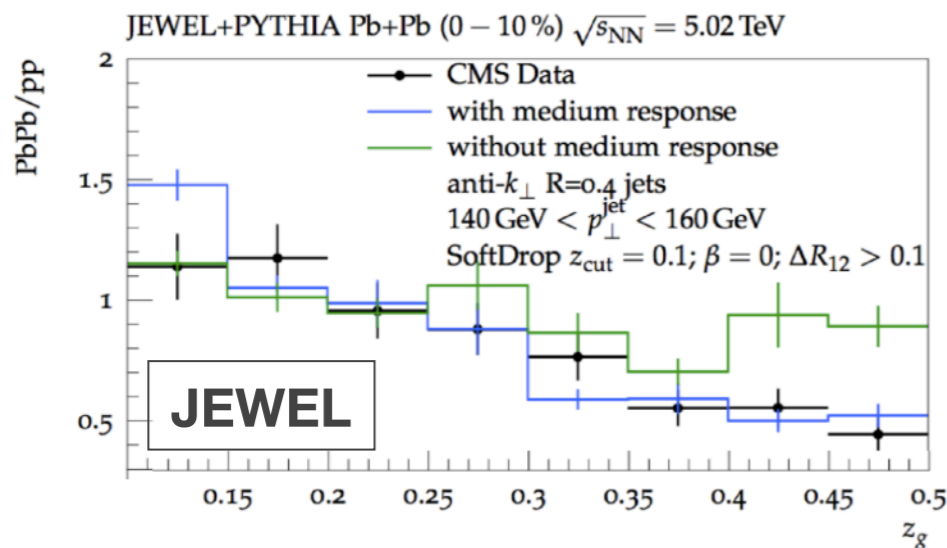 JEWEL+PYTHIA Pb+Pb (0 – 10 %) √s_NN = 5.02 TeV
PbPb/pp
2
1.5
1
0.5
CMS Data
with medium response
without medium response
anti-k⊥ R=0.4 jets
140 GeV < p⊥^jet < 160 GeV
SoftDrop z_cut = 0.1; β = 0; ΔR₁₂ > 0.1
JEWEL
0.15 0.2 0.25 0.3 0.35 0.4 0.45 0.5
z_g